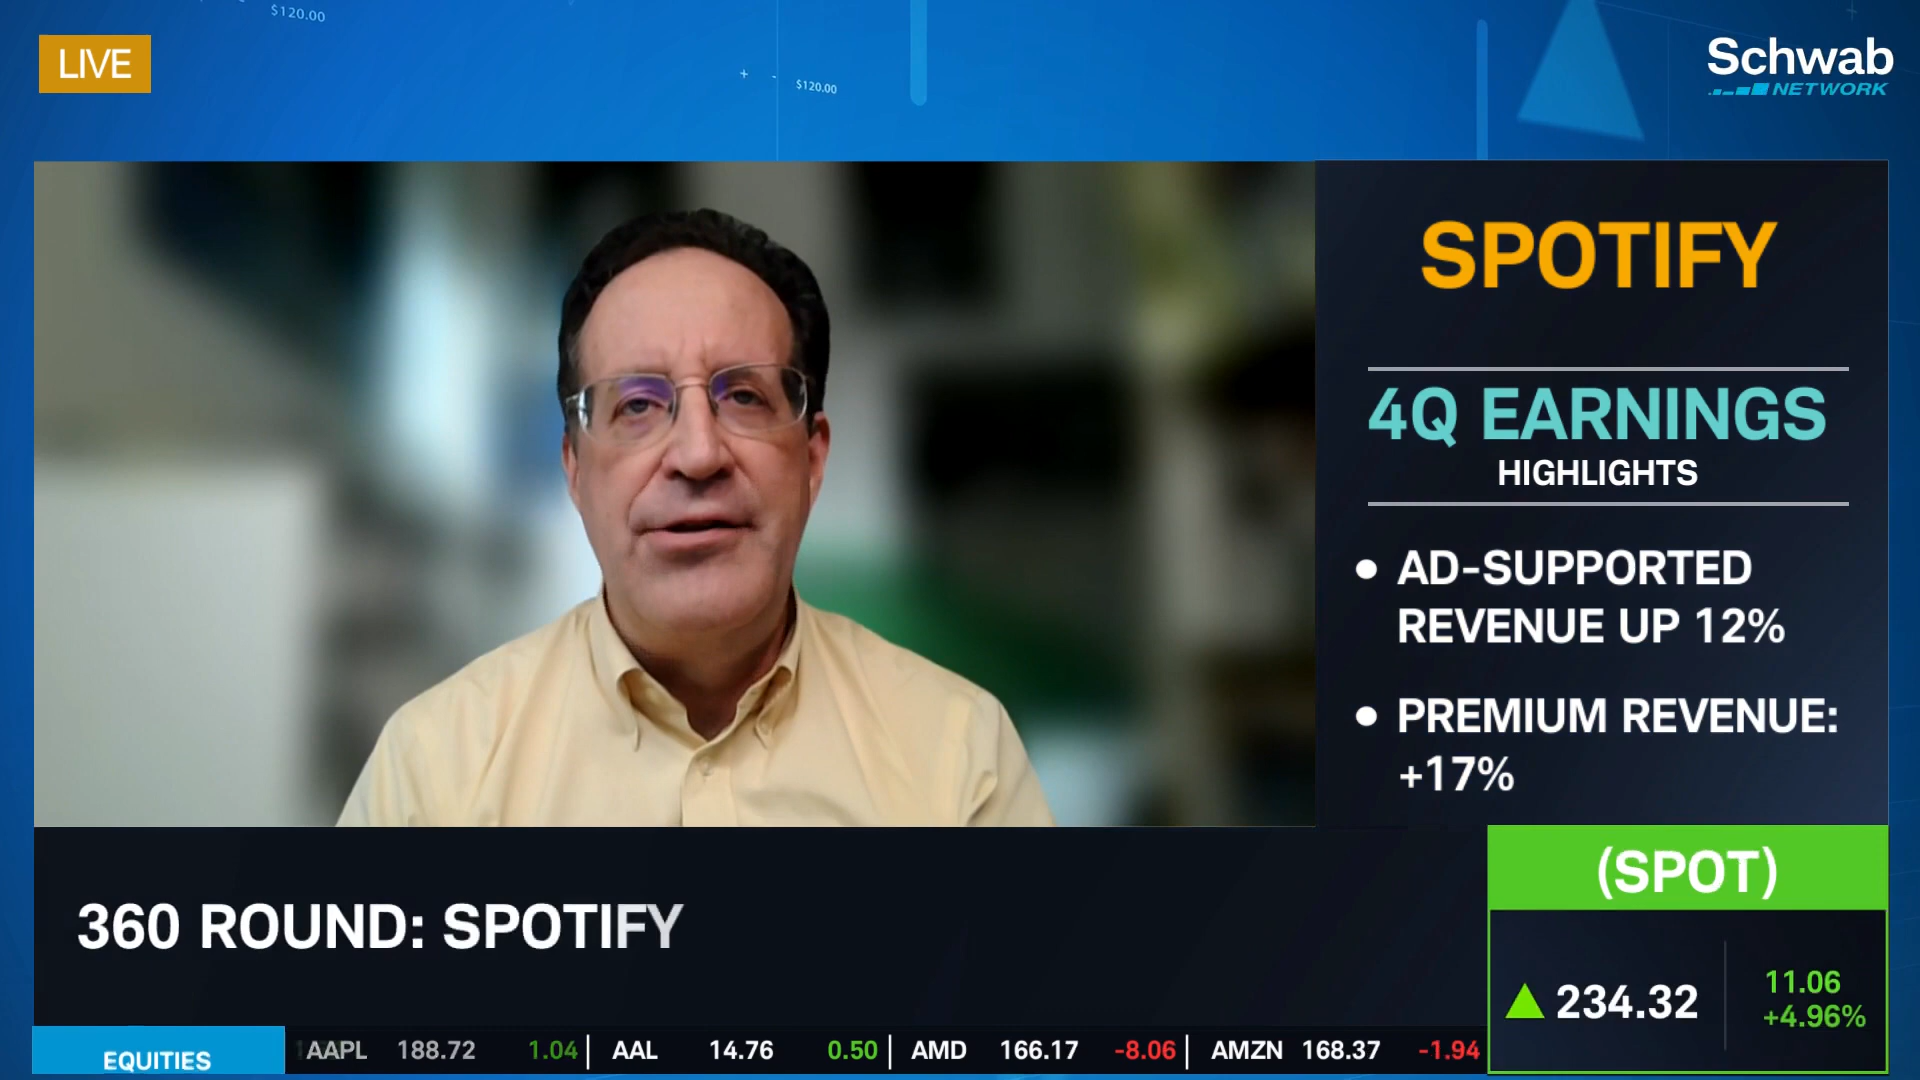 $120.00
LIVE
$120.00
Schwab
NETWORK
SPOTIFY
4Q EARNINGS
HIGHLIGHTS
• AD-SUPPORTED
REVENUE UP 12%
• PREMIUM REVENUE:
+17%
360 ROUND: SPOTIFY
(SPOT)
▲ 234.32
11.06
+4.96%
EQUITIES
AAPL 188.72 1.04 | AAL 14.76 0.50 | AMD 166.17 -8.06 | AMZN 168.37 -1.94